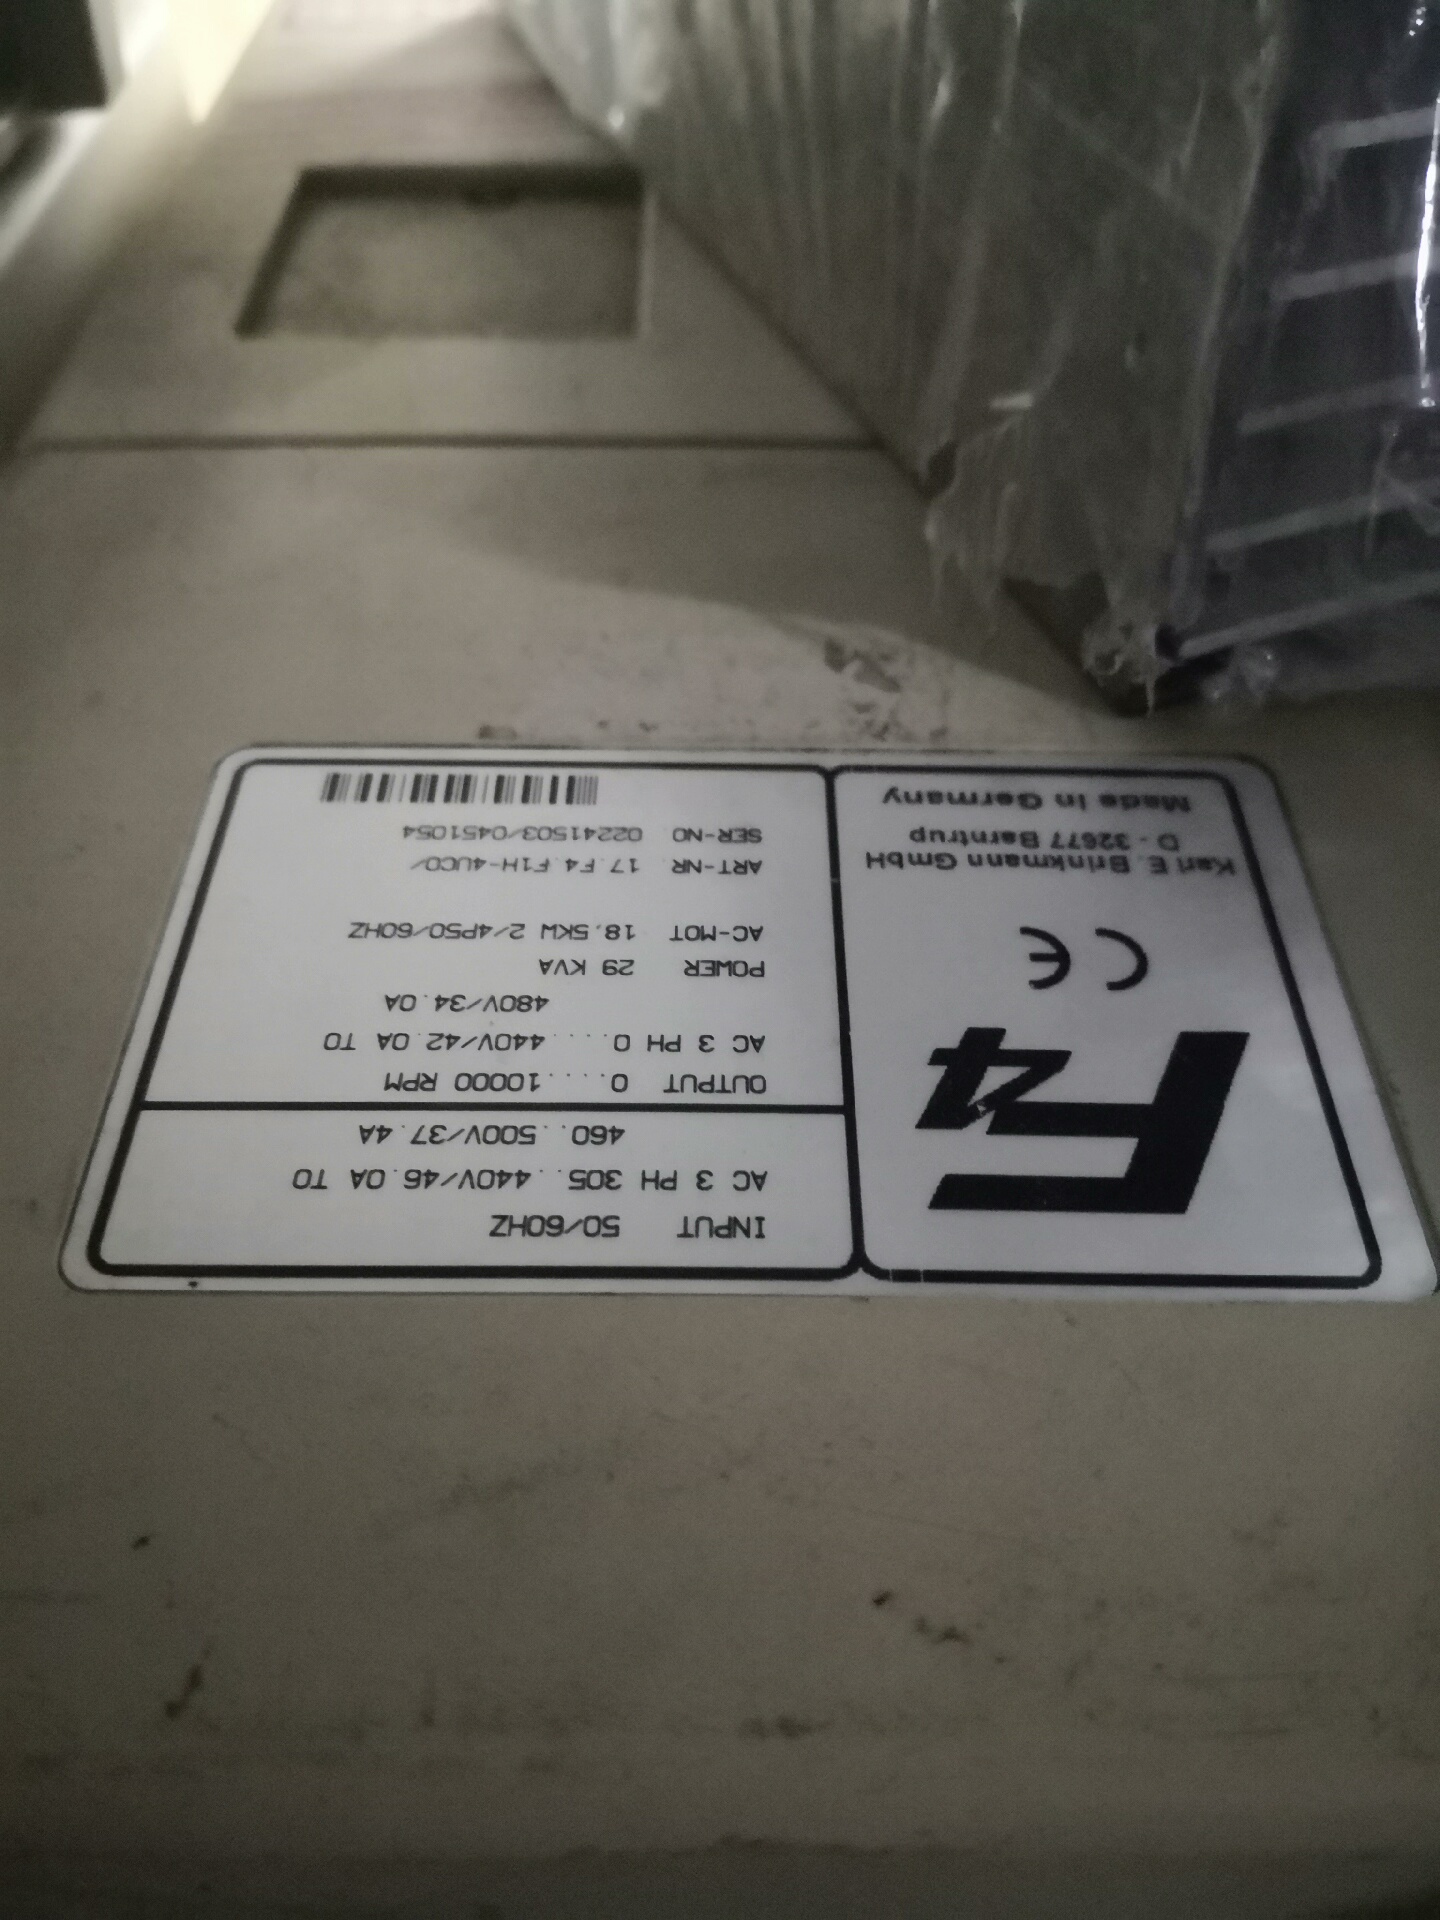 F4
CE
Karl E. Brinkmann GmbH
D - 32677 Barntrup
Made in Germany
INPUT 50/60HZ
AC 3 PH 305..440V/46.0A TO
460..500V/37.4A
OUTPUT 0....10000 RPM
AC 3 PH 0....440V/42.0A TO
480V/34.0A
POWER 29 KVA
AC-MOT 18.5KW 2/4P50/60HZ
ART-NR 17.F4.F1H-4UCO/
SER-NO 02241503/0451054